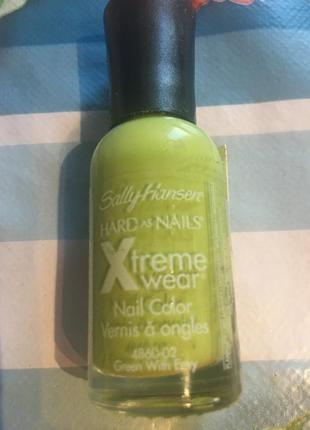 Sally Hansen
HARD AS NAILS®
Xtreme
wear
Nail Color
Vernis à ongles
4860-02
Green With Envy